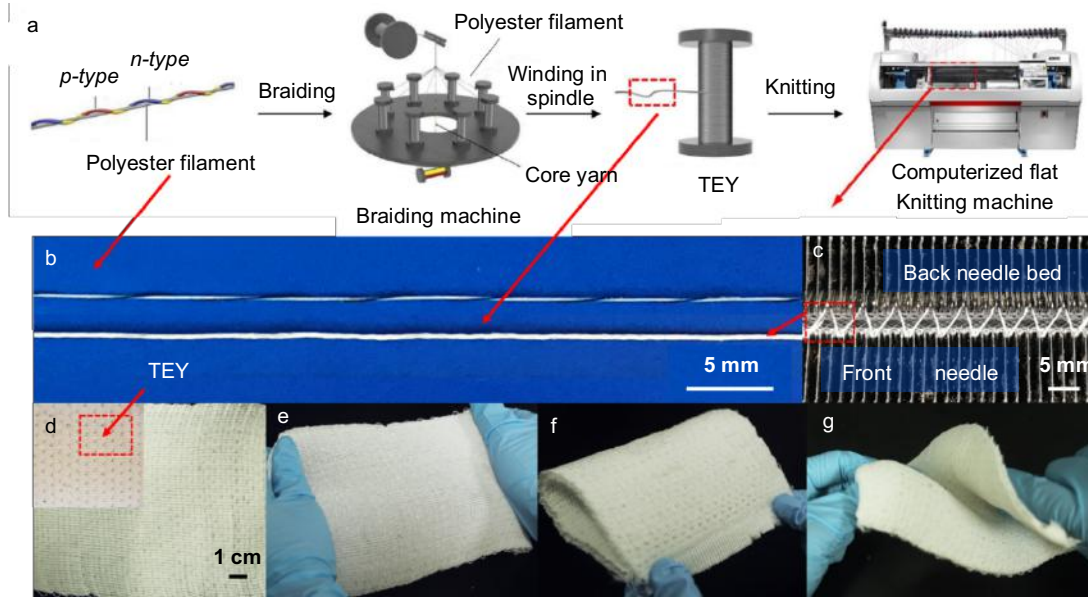 a
p-type
n-type
Polyester filament
Braiding
Polyester filament
Core yarn
Braiding machine
Winding in
spindle
TEY
Knitting
Computerized flat
Knitting machine
b
5 mm
c
Back needle bed
Front needle
5 mm
TEY
d
1 cm
e
f
g